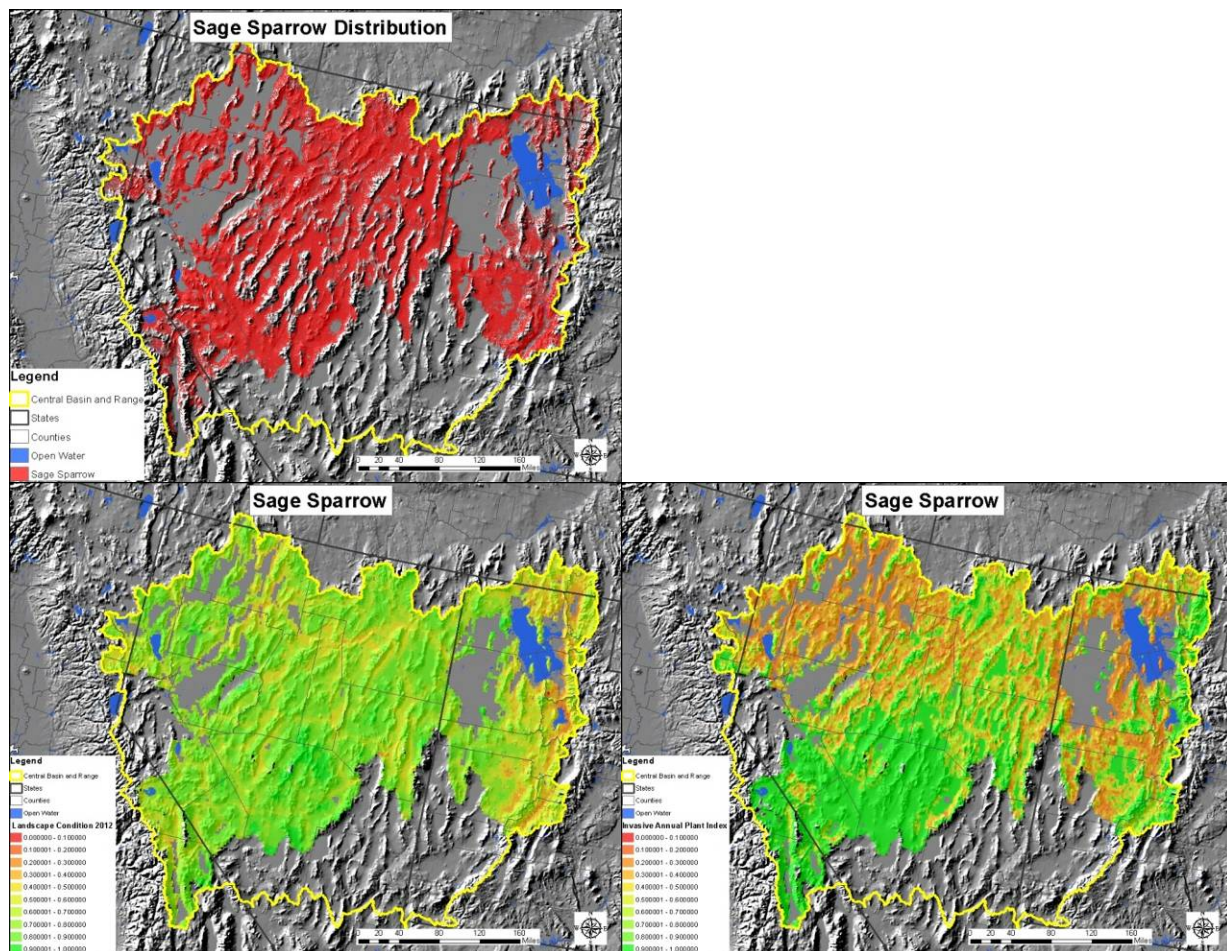 Sage Sparrow Distribution
Legend
Central Basin and Range
States
Counties
Open Water
Sage Sparrow
0 20 40 80 120 160
Miles
Sage Sparrow
Legend
Central Basin and Range
States
Counties
Open Water
Landscape Condition 2012
0.000000 - 0.100000
0.100001 - 0.200000
0.200001 - 0.300000
0.300001 - 0.400000
0.400001 - 0.500000
0.500001 - 0.600000
0.600001 - 0.700000
0.700001 - 0.800000
0.800001 - 0.900000
0.900001 - 1.000000
0 20 40 80 120 160
Miles
Sage Sparrow
Legend
Central Basin and Range
States
Counties
Open Water
Invasive Annual Plant Index
0.000000 - 0.100000
0.100001 - 0.200000
0.200001 - 0.300000
0.300001 - 0.400000
0.400001 - 0.500000
0.500001 - 0.600000
0.600001 - 0.700000
0.700001 - 0.800000
0.800001 - 0.900000
0.900001 - 1.000000
0 20 40 80 120 160
Miles